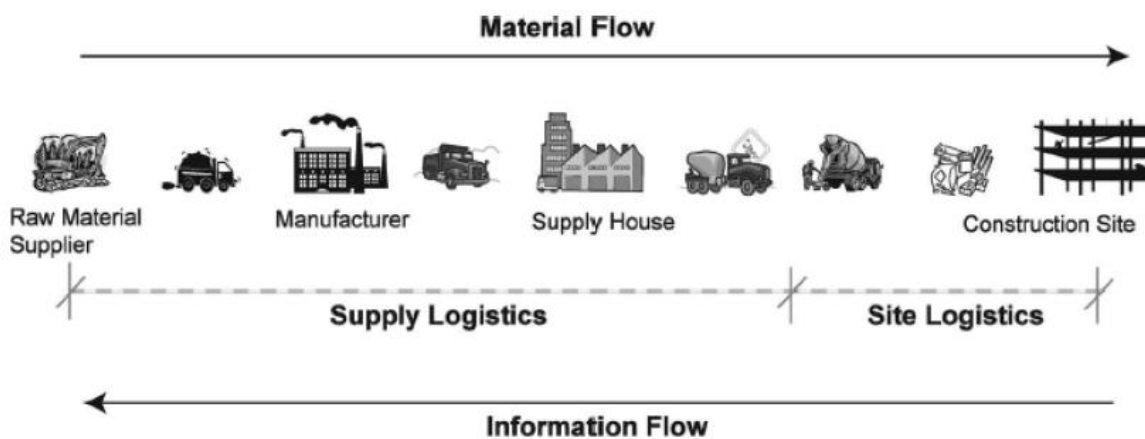 Material Flow
Raw Material
Supplier
Manufacturer
Supply House
Construction Site
Supply Logistics
Site Logistics
Information Flow